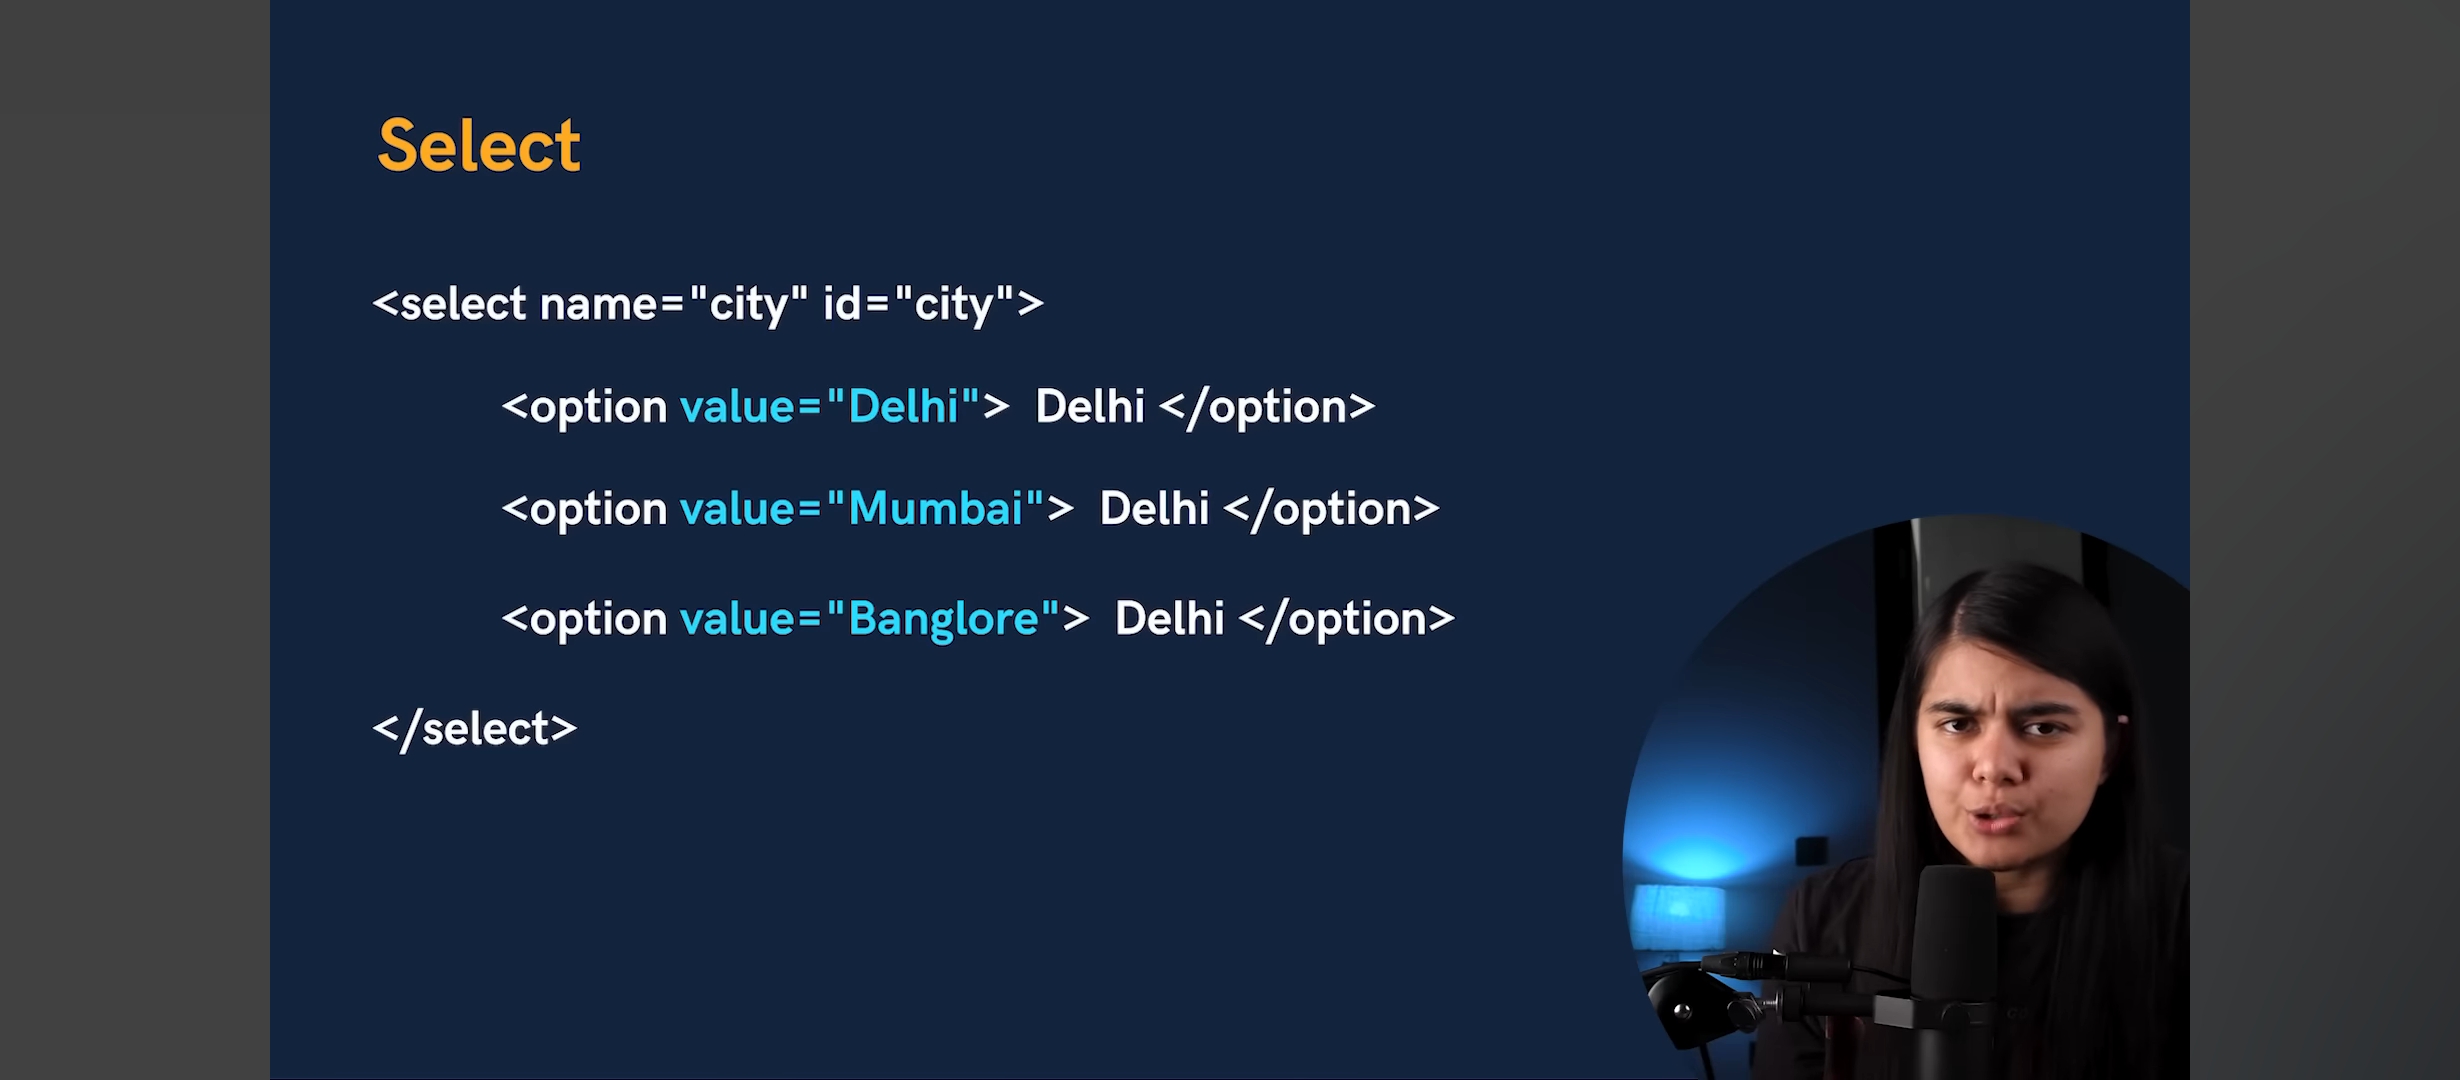 Select
<select name="city" id="city">
<option value="Delhi"> Delhi </option>
<option value="Mumbai"> Delhi </option>
<option value="Banglore"> Delhi </option>
</select>